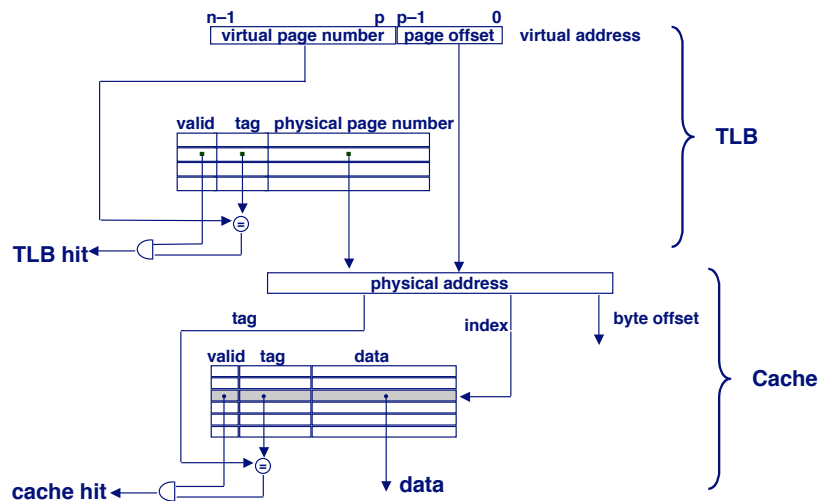 n–1 p p–1 0
virtual page number page offset virtual address
valid tag physical page number
TLB
=
TLB hit
physical address
tag
index
byte offset
valid tag data
Cache
=
cache hit
data